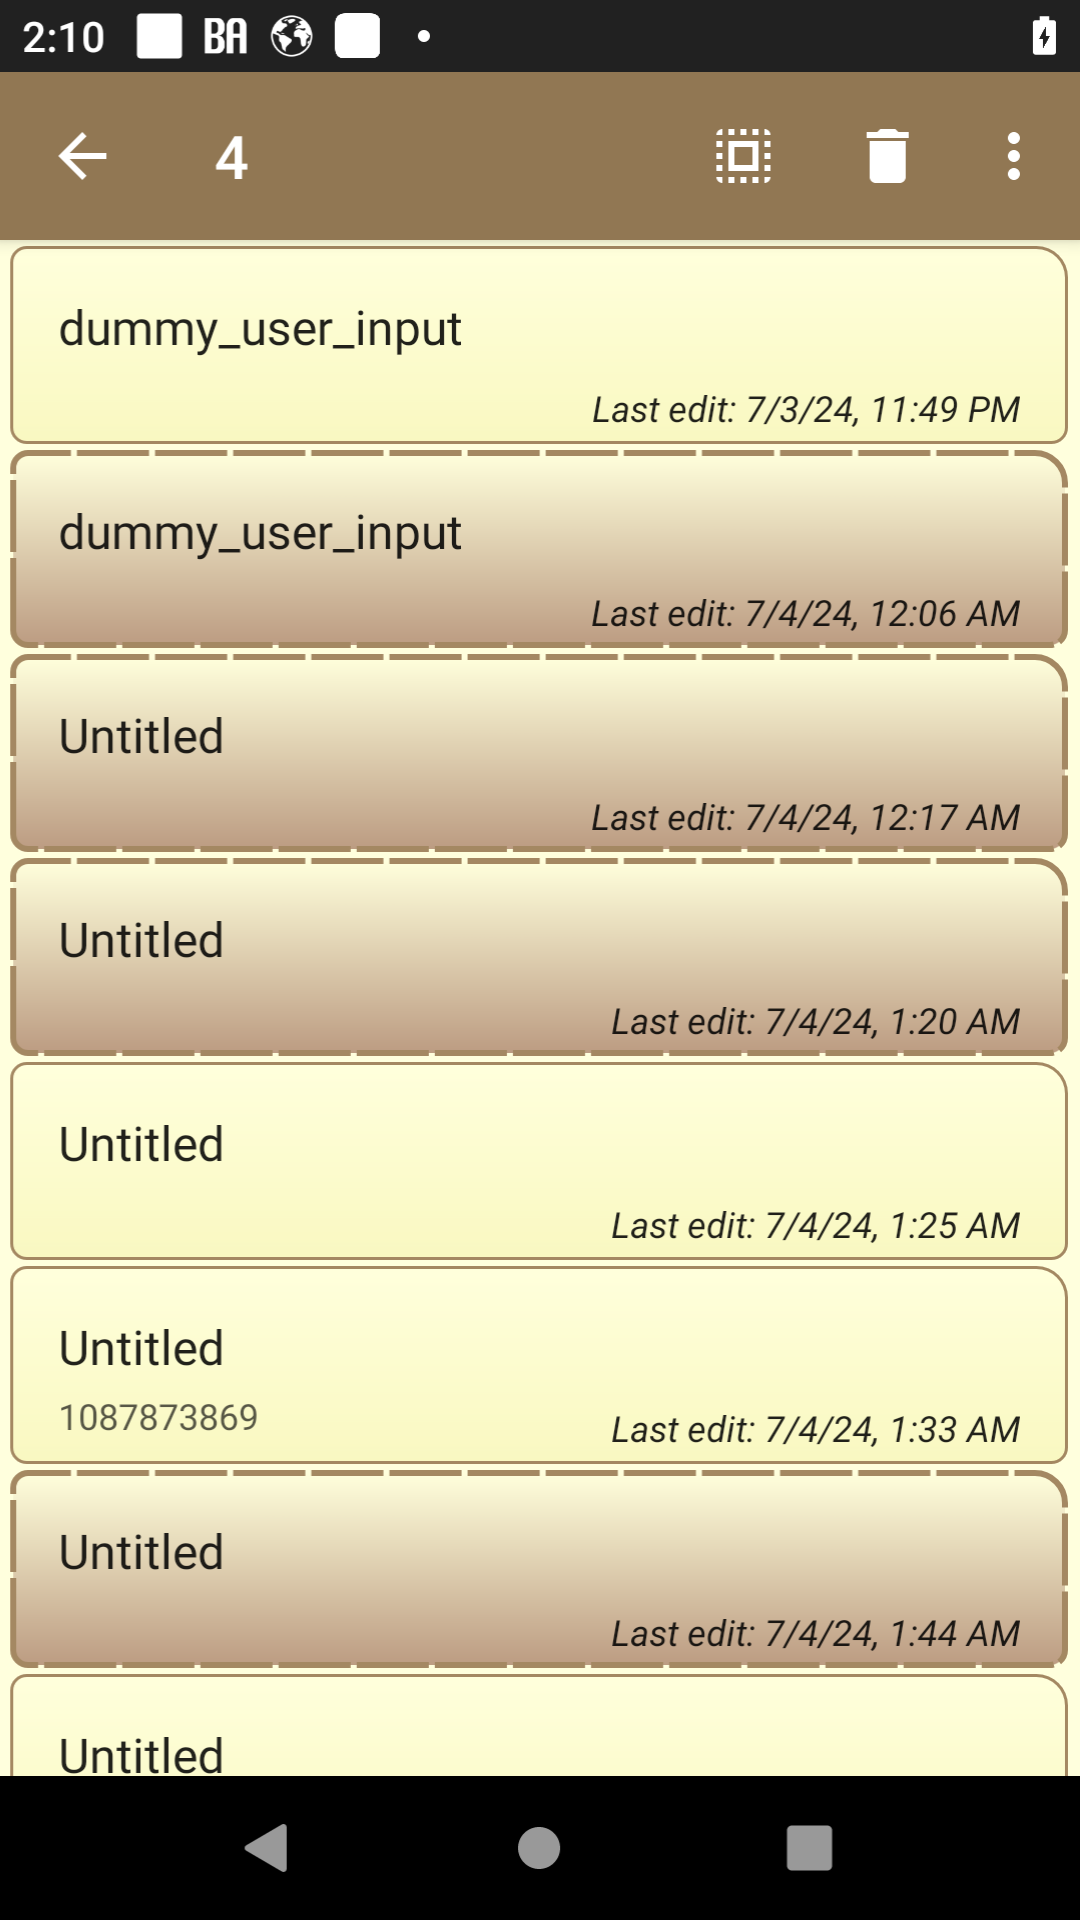 2:10 BA
4
dummy_user_input
Last edit: 7/3/24, 11:49 PM
dummy_user_input
Last edit: 7/4/24, 12:06 AM
Untitled
Last edit: 7/4/24, 12:17 AM
Untitled
Last edit: 7/4/24, 1:20 AM
Untitled
Last edit: 7/4/24, 1:25 AM
Untitled
1087873869
Last edit: 7/4/24, 1:33 AM
Untitled
Last edit: 7/4/24, 1:44 AM
Untitled